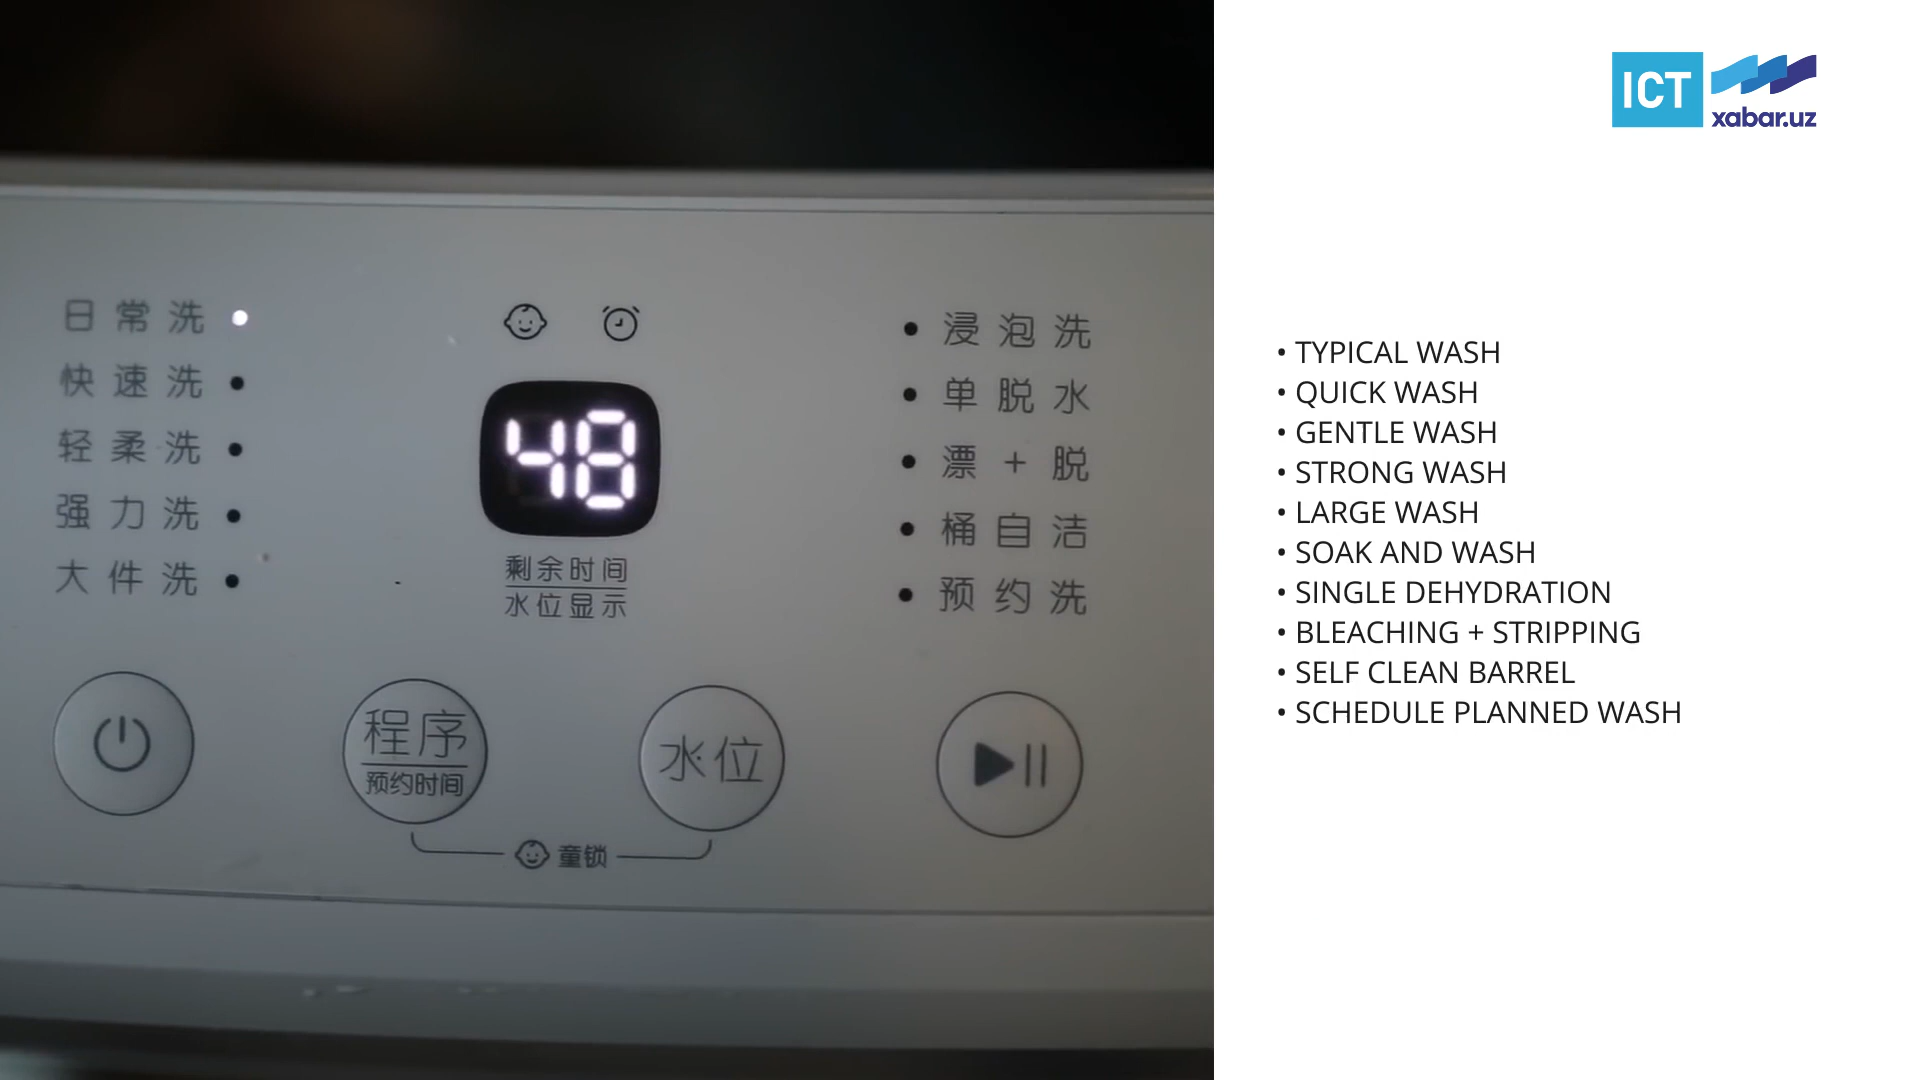 日常洗
快速洗
轻柔洗
强力洗
大件洗
48
剩余时间
水位显示
浸泡洗
单脱水
漂+脱
桶自洁
预约洗
程序
预约时间
水位
童锁
ICT
xabar.uz
• TYPICAL WASH
• QUICK WASH
• GENTLE WASH
• STRONG WASH
• LARGE WASH
• SOAK AND WASH
• SINGLE DEHYDRATION
• BLEACHING + STRIPPING
• SELF CLEAN BARREL
• SCHEDULE PLANNED WASH